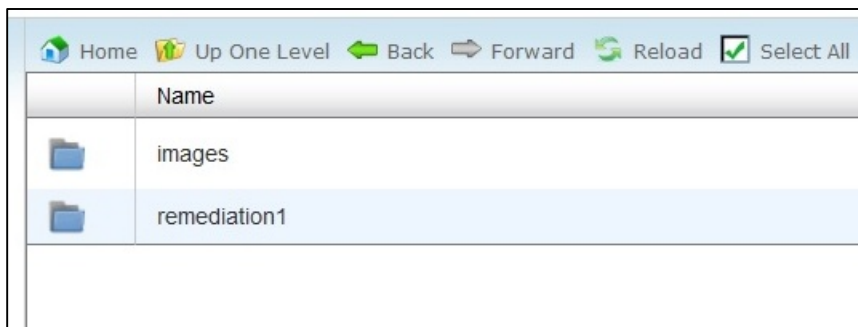 Home Up One Level Back Forward Reload Select All
Name
images
remediation1